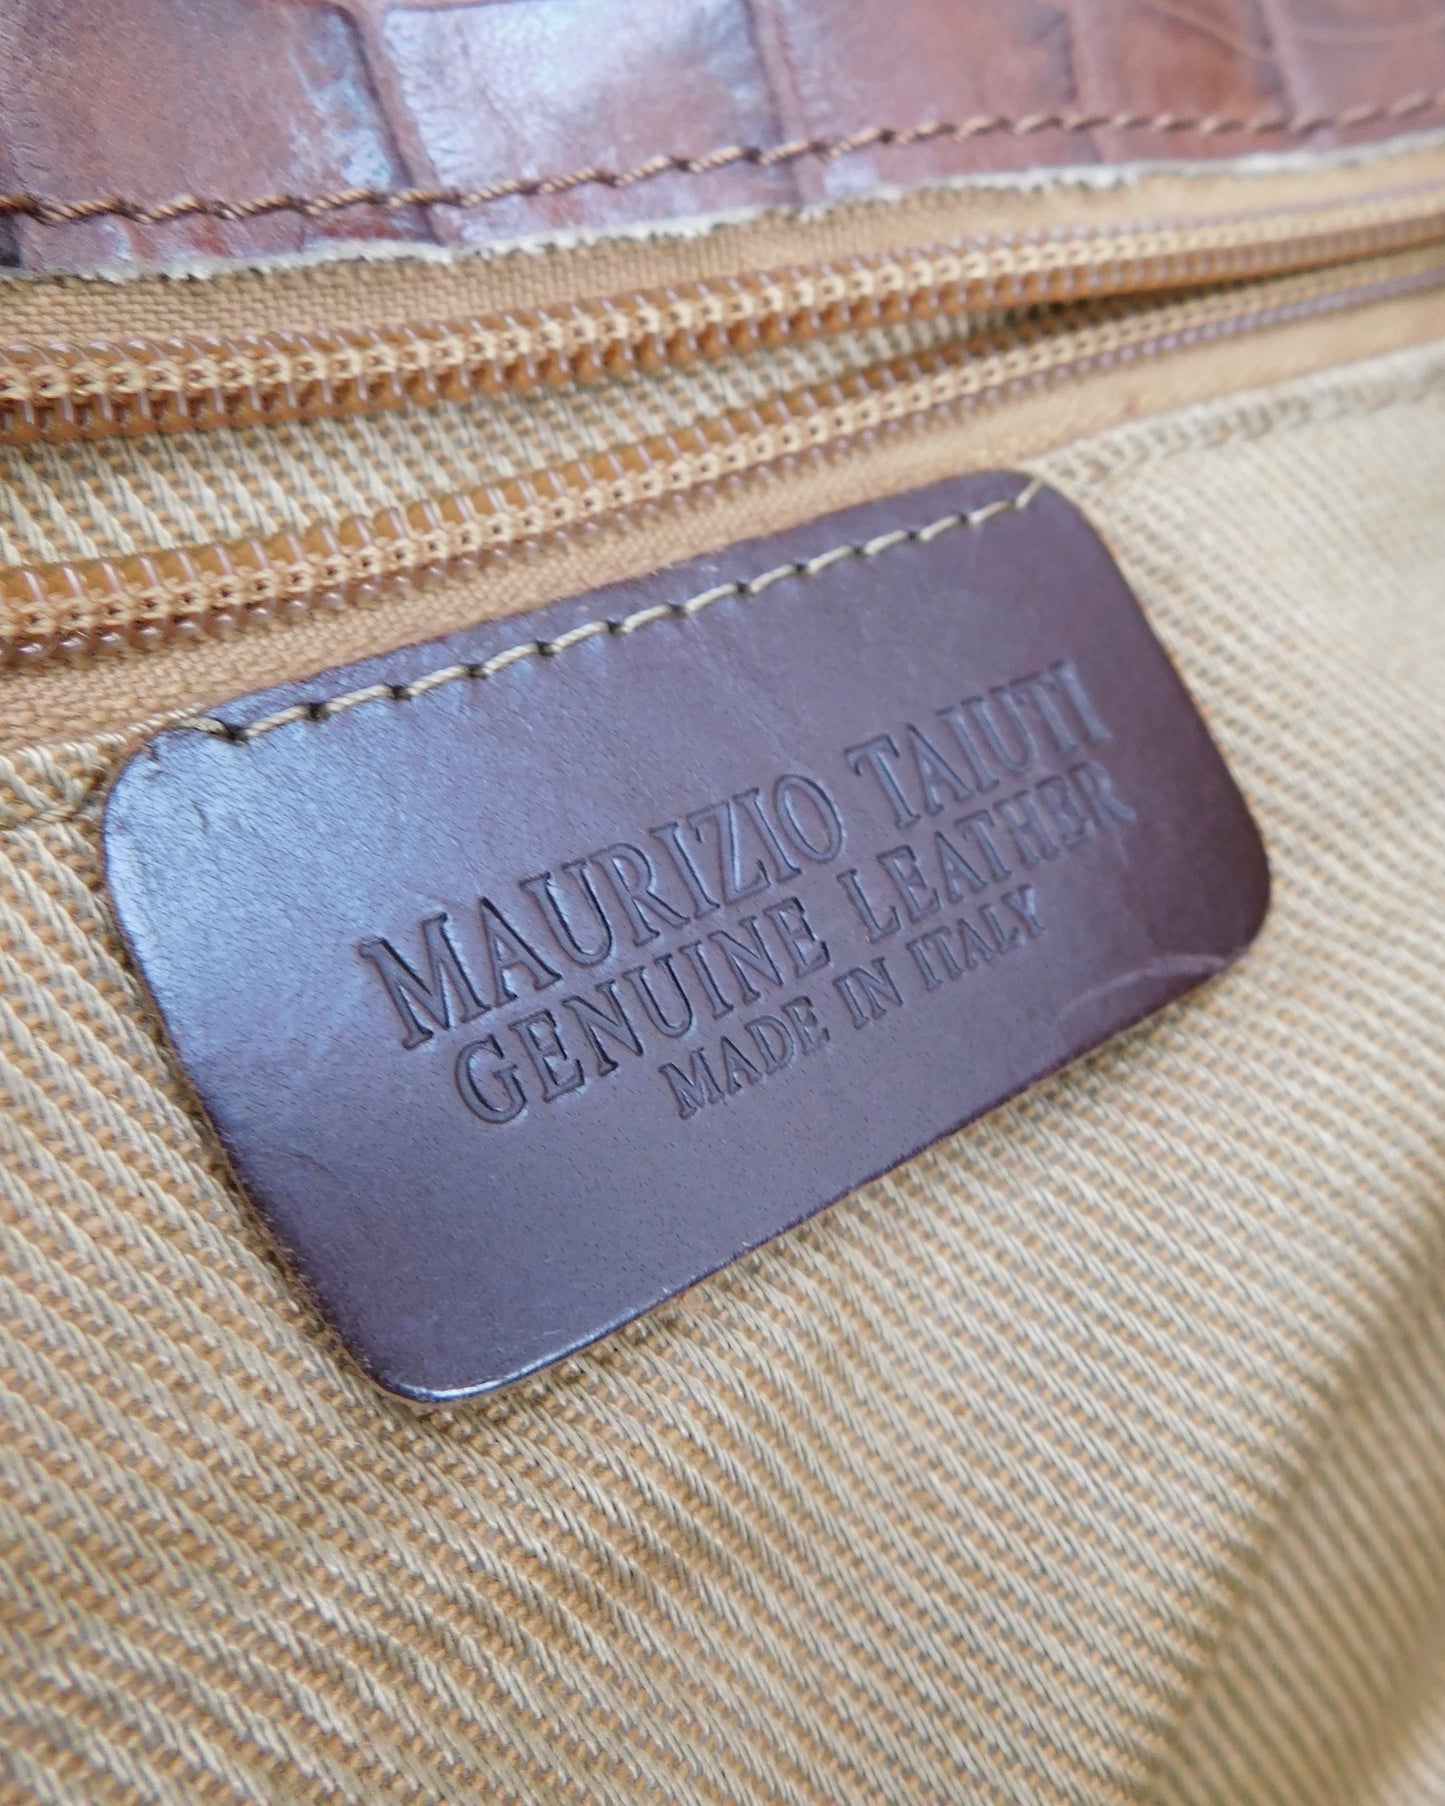 MAURIZIO TAIUTI
GENUINE LEATHER
MADE IN ITALY